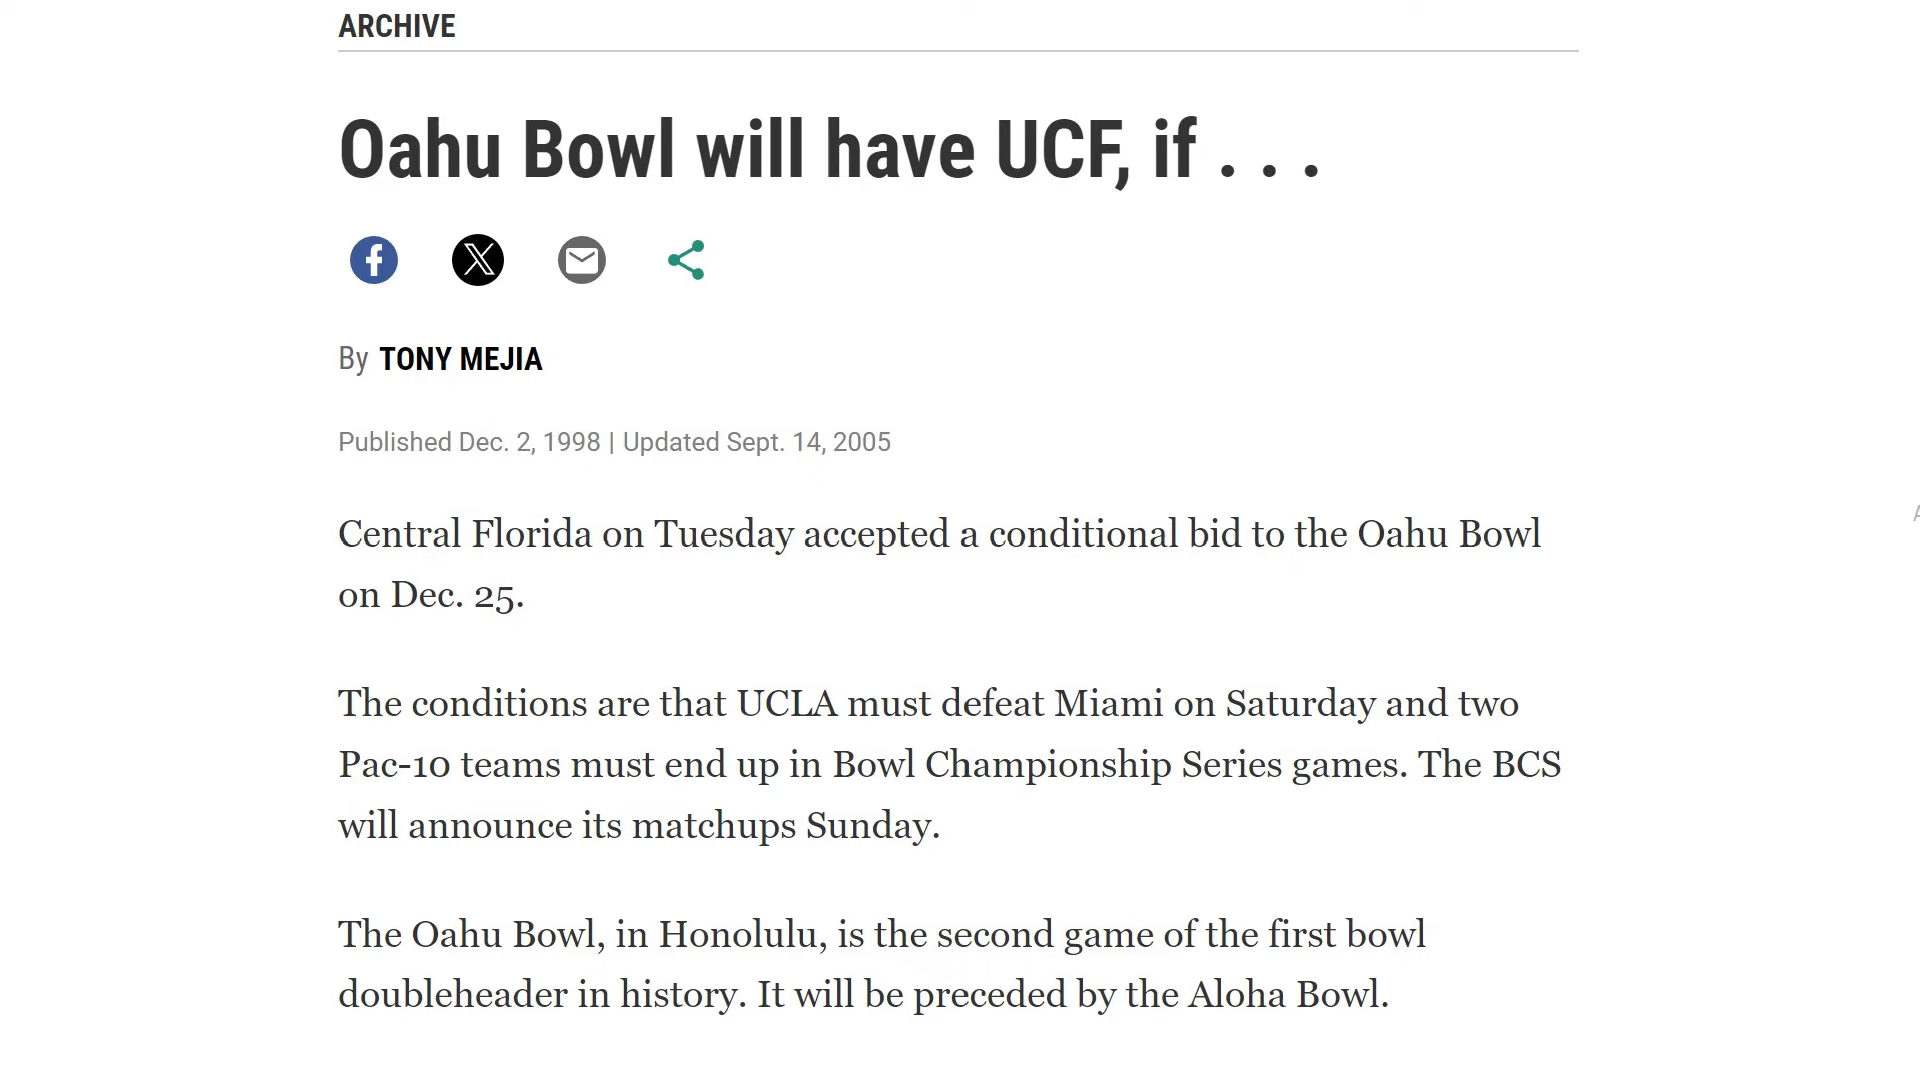 ARCHIVE
Oahu Bowl will have UCF, if . . .
By TONY MEJIA
Published Dec. 2, 1998 | Updated Sept. 14, 2005
Central Florida on Tuesday accepted a conditional bid to the Oahu Bowl
on Dec. 25.
The conditions are that UCLA must defeat Miami on Saturday and two
Pac-10 teams must end up in Bowl Championship Series games. The BCS
will announce its matchups Sunday.
The Oahu Bowl, in Honolulu, is the second game of the first bowl
doubleheader in history. It will be preceded by the Aloha Bowl.